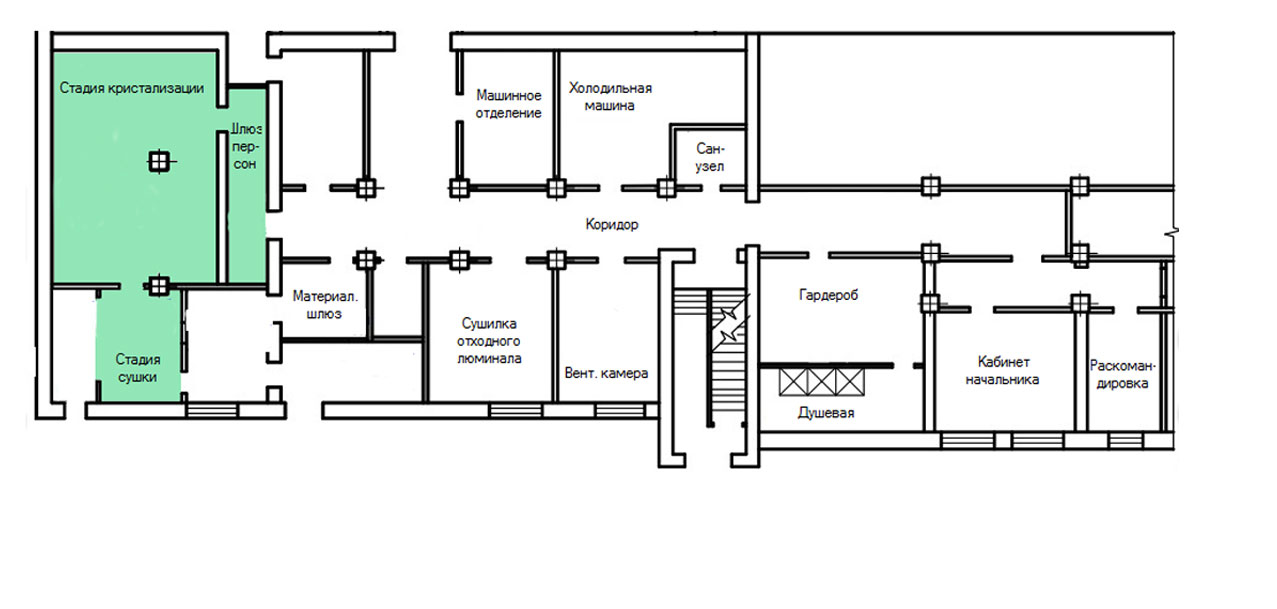 Стадия кристализации
Шлюз
пер-
сон
Машинное
отделение
Холодильная
машина
Сан-
узел
Коридор
Материал.
шлюз
Сушилка
отходного
люминала
Вент. камера
Стадия
сушки
Гардероб
Душевая
Кабинет
начальника
Раскоман-
дировка